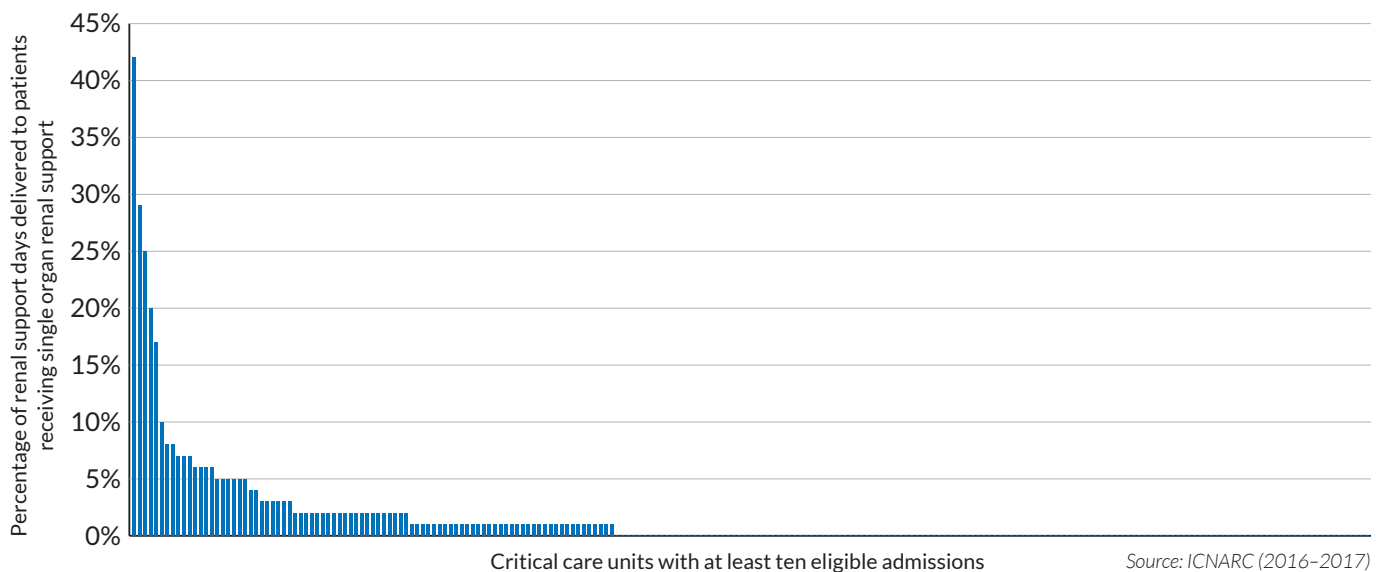 Percentage of renal support days delivered to patients
receiving single organ renal support
45%
40%
35%
30%
25%
20%
15%
10%
5%
0%
Critical care units with at least ten eligible admissions
Source: ICNARC (2016–2017)